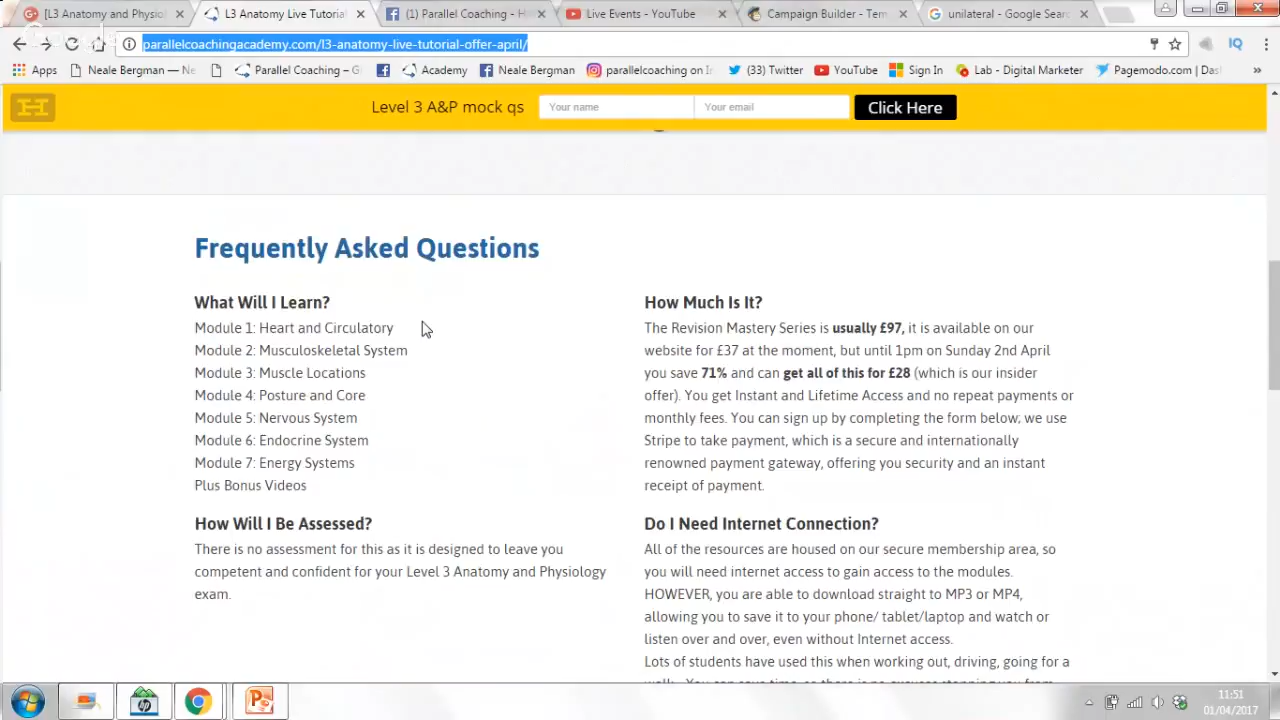 [L3 Anatomy and Physiol
L3 Anatomy Live Tutorial
(1) Parallel Coaching - H
Live Events - YouTube
Campaign Builder - Tem
unilateral - Google Searc
parallelcoachingacademy.com/l3-anatomy-live-tutorial-offer-april/
IQ
Apps
Neale Bergman — Ne
Parallel Coaching – G
Academy
Neale Bergman
parallelcoaching on In
(33) Twitter
YouTube
Sign In
Lab - Digital Marketer
Pagemodo.com | Das
»
Level 3 A&P mock qs
Your name
Your email
Click Here
Frequently Asked Questions
What Will I Learn?
Module 1: Heart and Circulatory
Module 2: Musculoskeletal System
Module 3: Muscle Locations
Module 4: Posture and Core
Module 5: Nervous System
Module 6: Endocrine System
Module 7: Energy Systems
Plus Bonus Videos
How Will I Be Assessed?
There is no assessment for this as it is designed to leave you
competent and confident for your Level 3 Anatomy and Physiology
exam.
How Much Is It?
The Revision Mastery Series is usually £97, it is available on our
website for £37 at the moment, but until 1pm on Sunday 2nd April
you save 71% and can get all of this for £28 (which is our insider
offer). You get Instant and Lifetime Access and no repeat payments or
monthly fees. You can sign up by completing the form below; we use
Stripe to take payment, which is a secure and internationally
renowned payment gateway, offering you security and an instant
receipt of payment.
Do I Need Internet Connection?
All of the resources are housed on our secure membership area, so
you will need internet access to gain access to the modules.
HOWEVER, you are able to download straight to MP3 or MP4,
allowing you to save it to your phone/ tablet/laptop and watch or
listen over and over, even without Internet access.
Lots of students have used this when working out, driving, going for a
11:51
01/04/2017